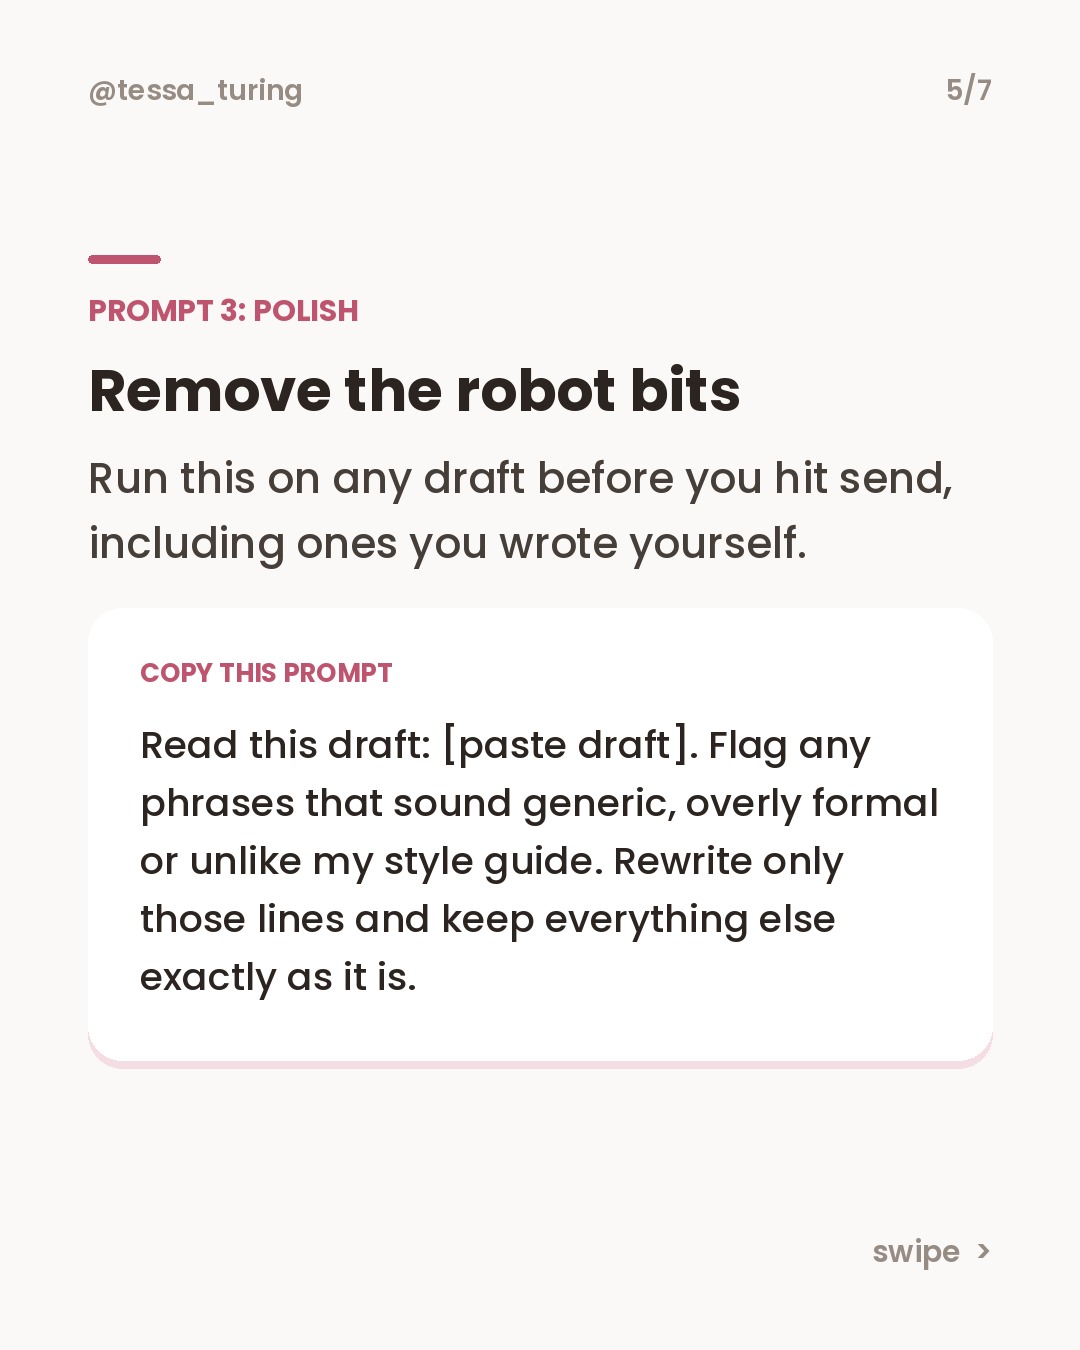 @tessa_turing
5/7
PROMPT 3: POLISH
Remove the robot bits
Run this on any draft before you hit send,
including ones you wrote yourself.
COPY THIS PROMPT
Read this draft: [paste draft]. Flag any
phrases that sound generic, overly formal
or unlike my style guide. Rewrite only
those lines and keep everything else
exactly as it is.
swipe >